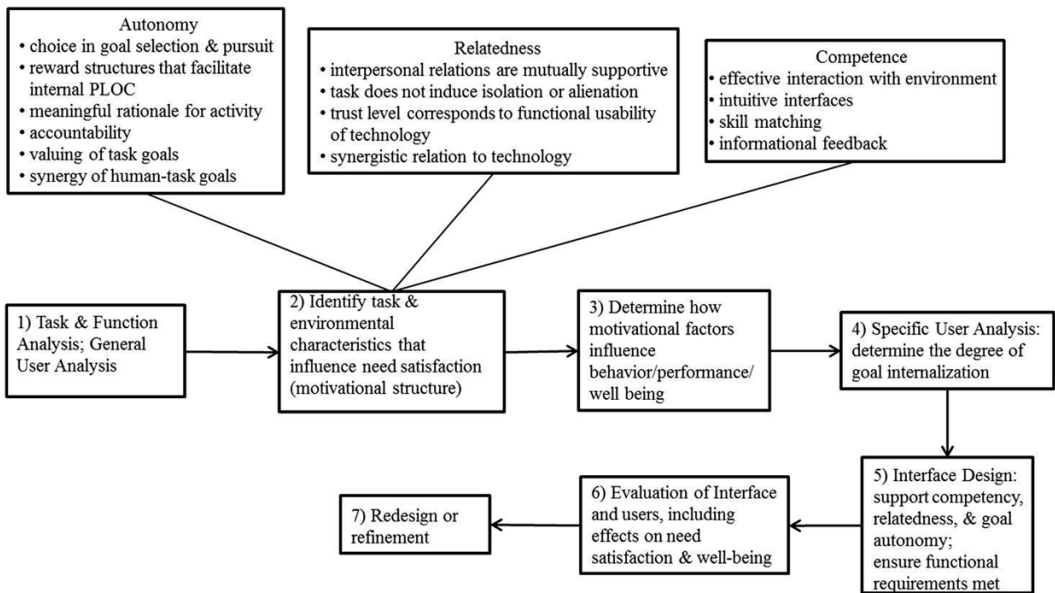 Autonomy
• choice in goal selection & pursuit
• reward structures that facilitate
internal PLOC
• meaningful rationale for activity
• accountability
• valuing of task goals
• synergy of human-task goals
Relatedness
• interpersonal relations are mutually supportive
• task does not induce isolation or alienation
• trust level corresponds to functional usability
of technology
• synergistic relation to technology
Competence
• effective interaction with environment
• intuitive interfaces
• skill matching
• informational feedback
1) Task & Function
Analysis; General
User Analysis
2) Identify task &
environmental
characteristics that
influence need satisfaction
(motivational structure)
3) Determine how
motivational factors
influence
behavior/performance/
well being
4) Specific User Analysis:
determine the degree of
goal internalization
5) Interface Design:
support competency,
relatedness, & goal
autonomy;
ensure functional
requirements met
6) Evaluation of Interface
and users, including
effects on need
satisfaction & well-being
7) Redesign or
refinement